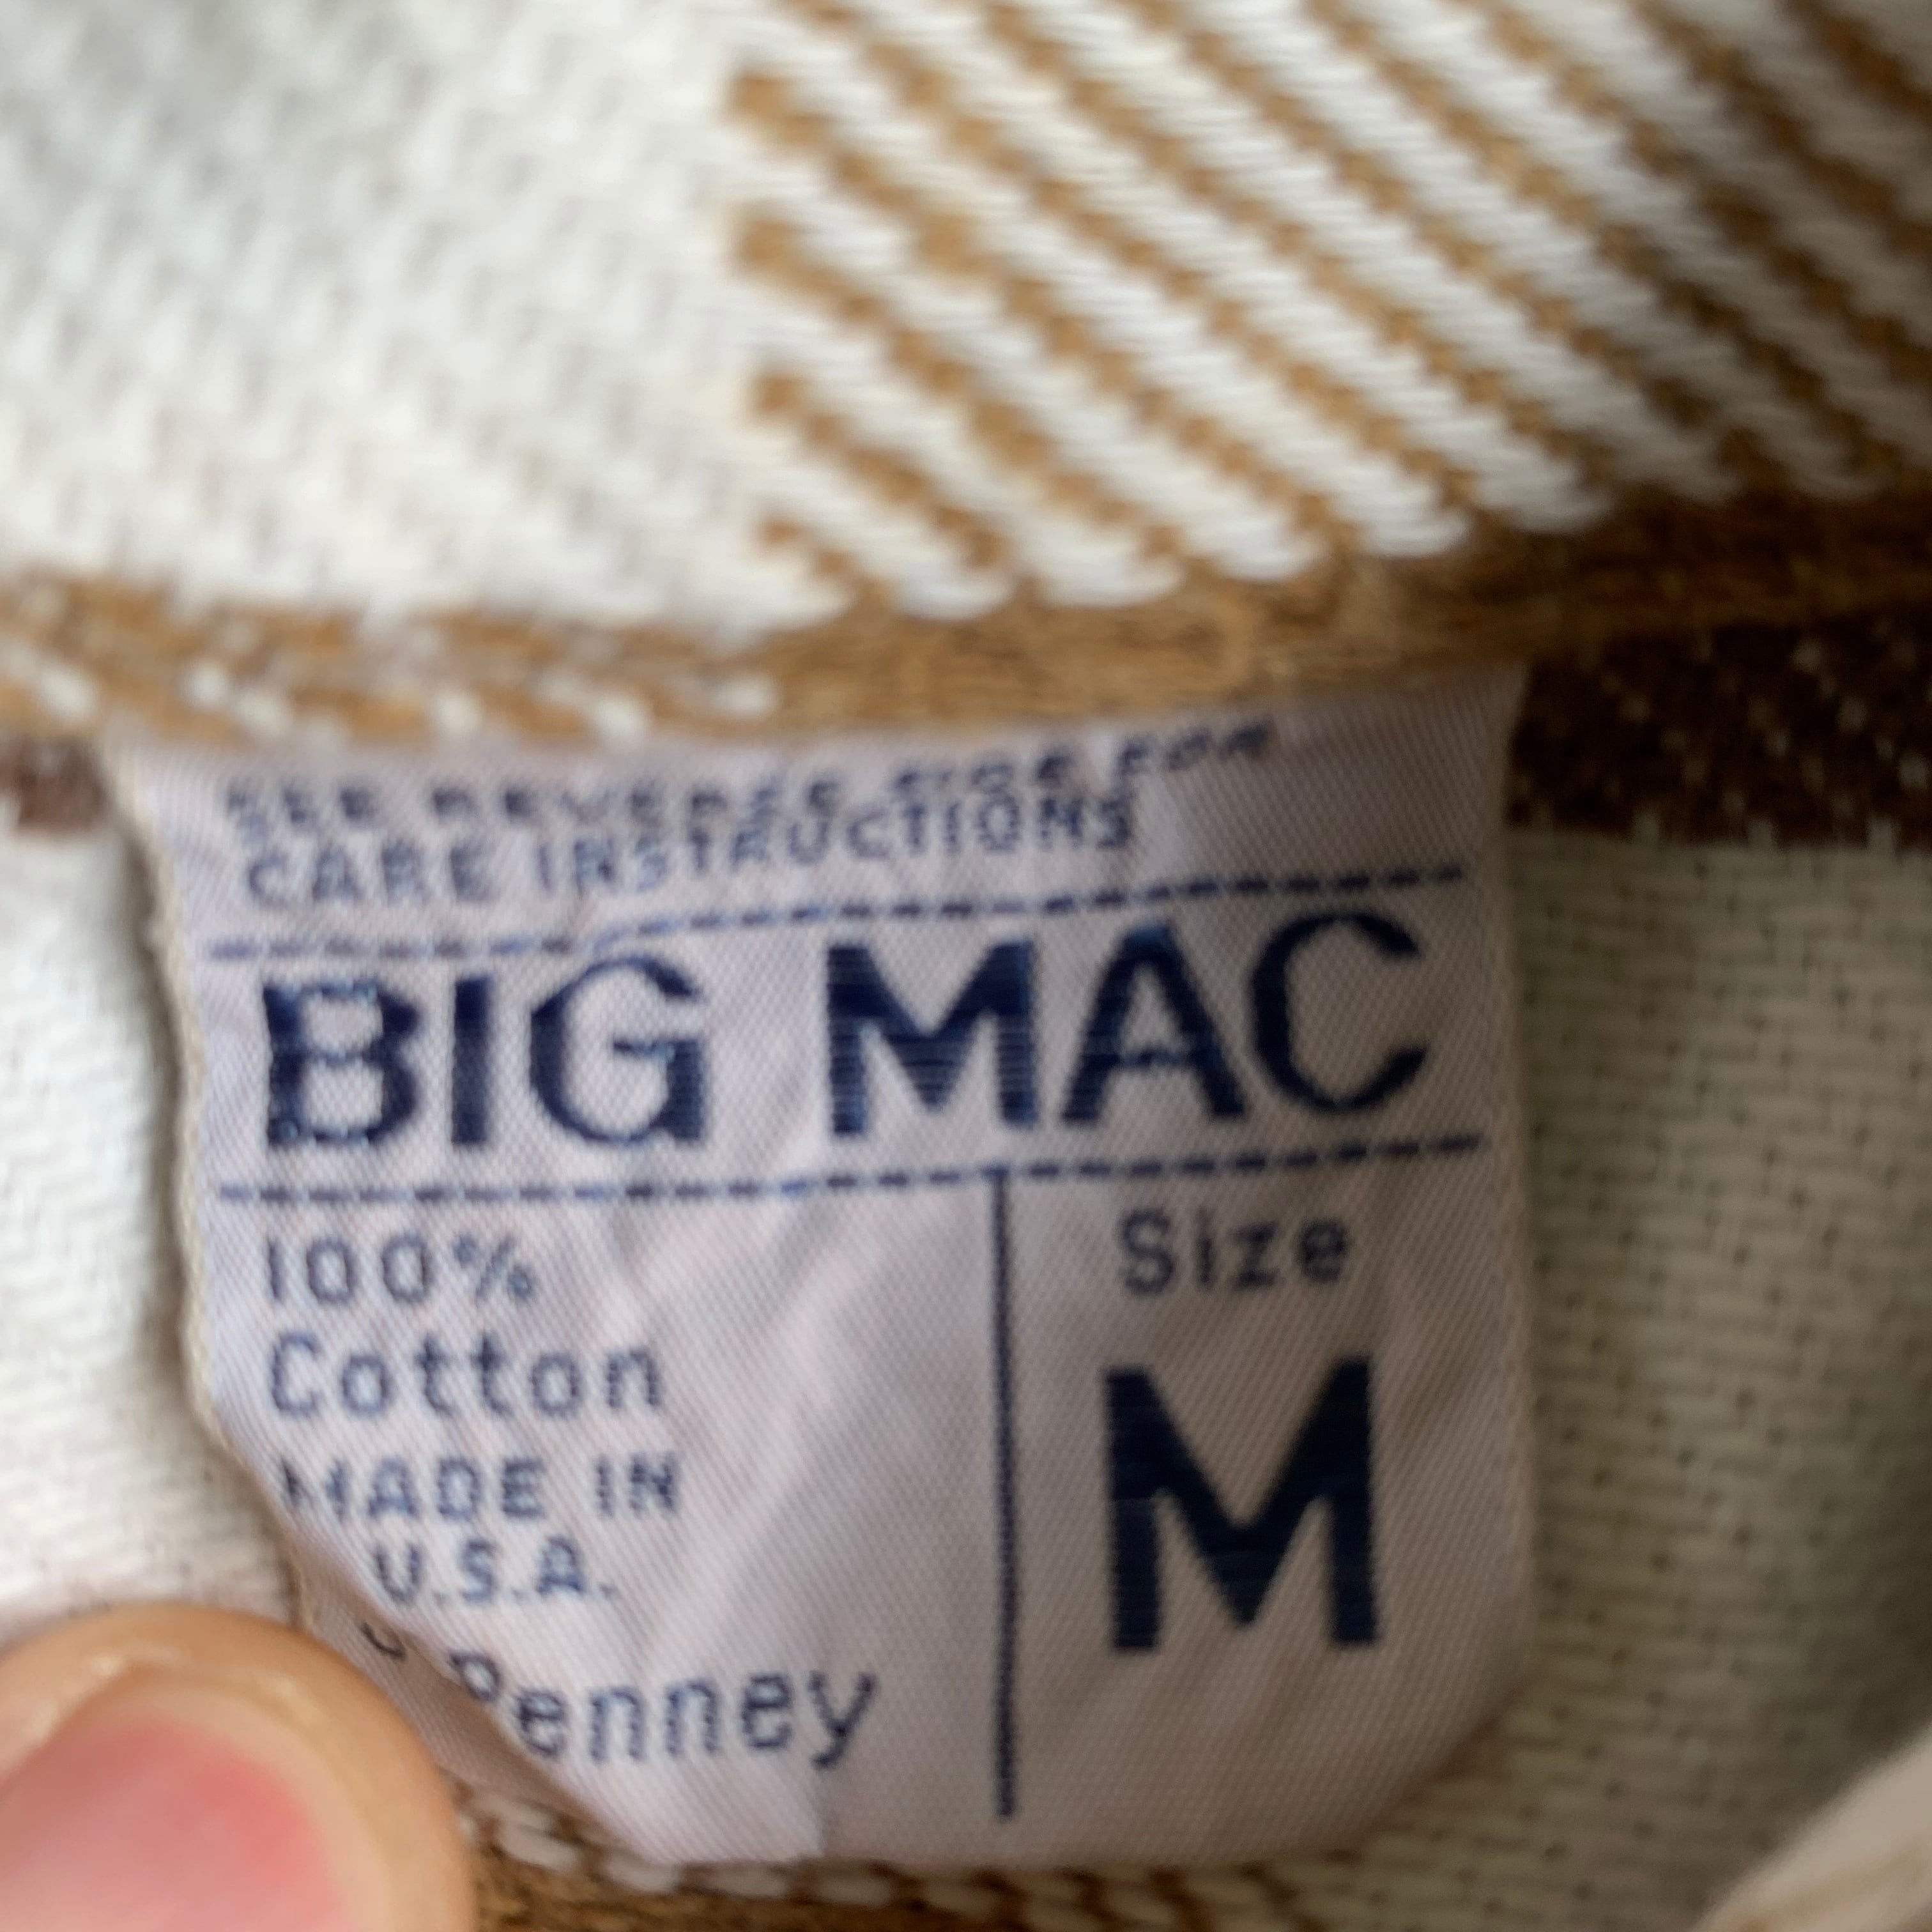 SEE REVERSE SIDE FOR
CARE INSTRUCTIONS
BIG MAC
100%
Cotton
MADE IN
U.S.A.
Penney
Size
M